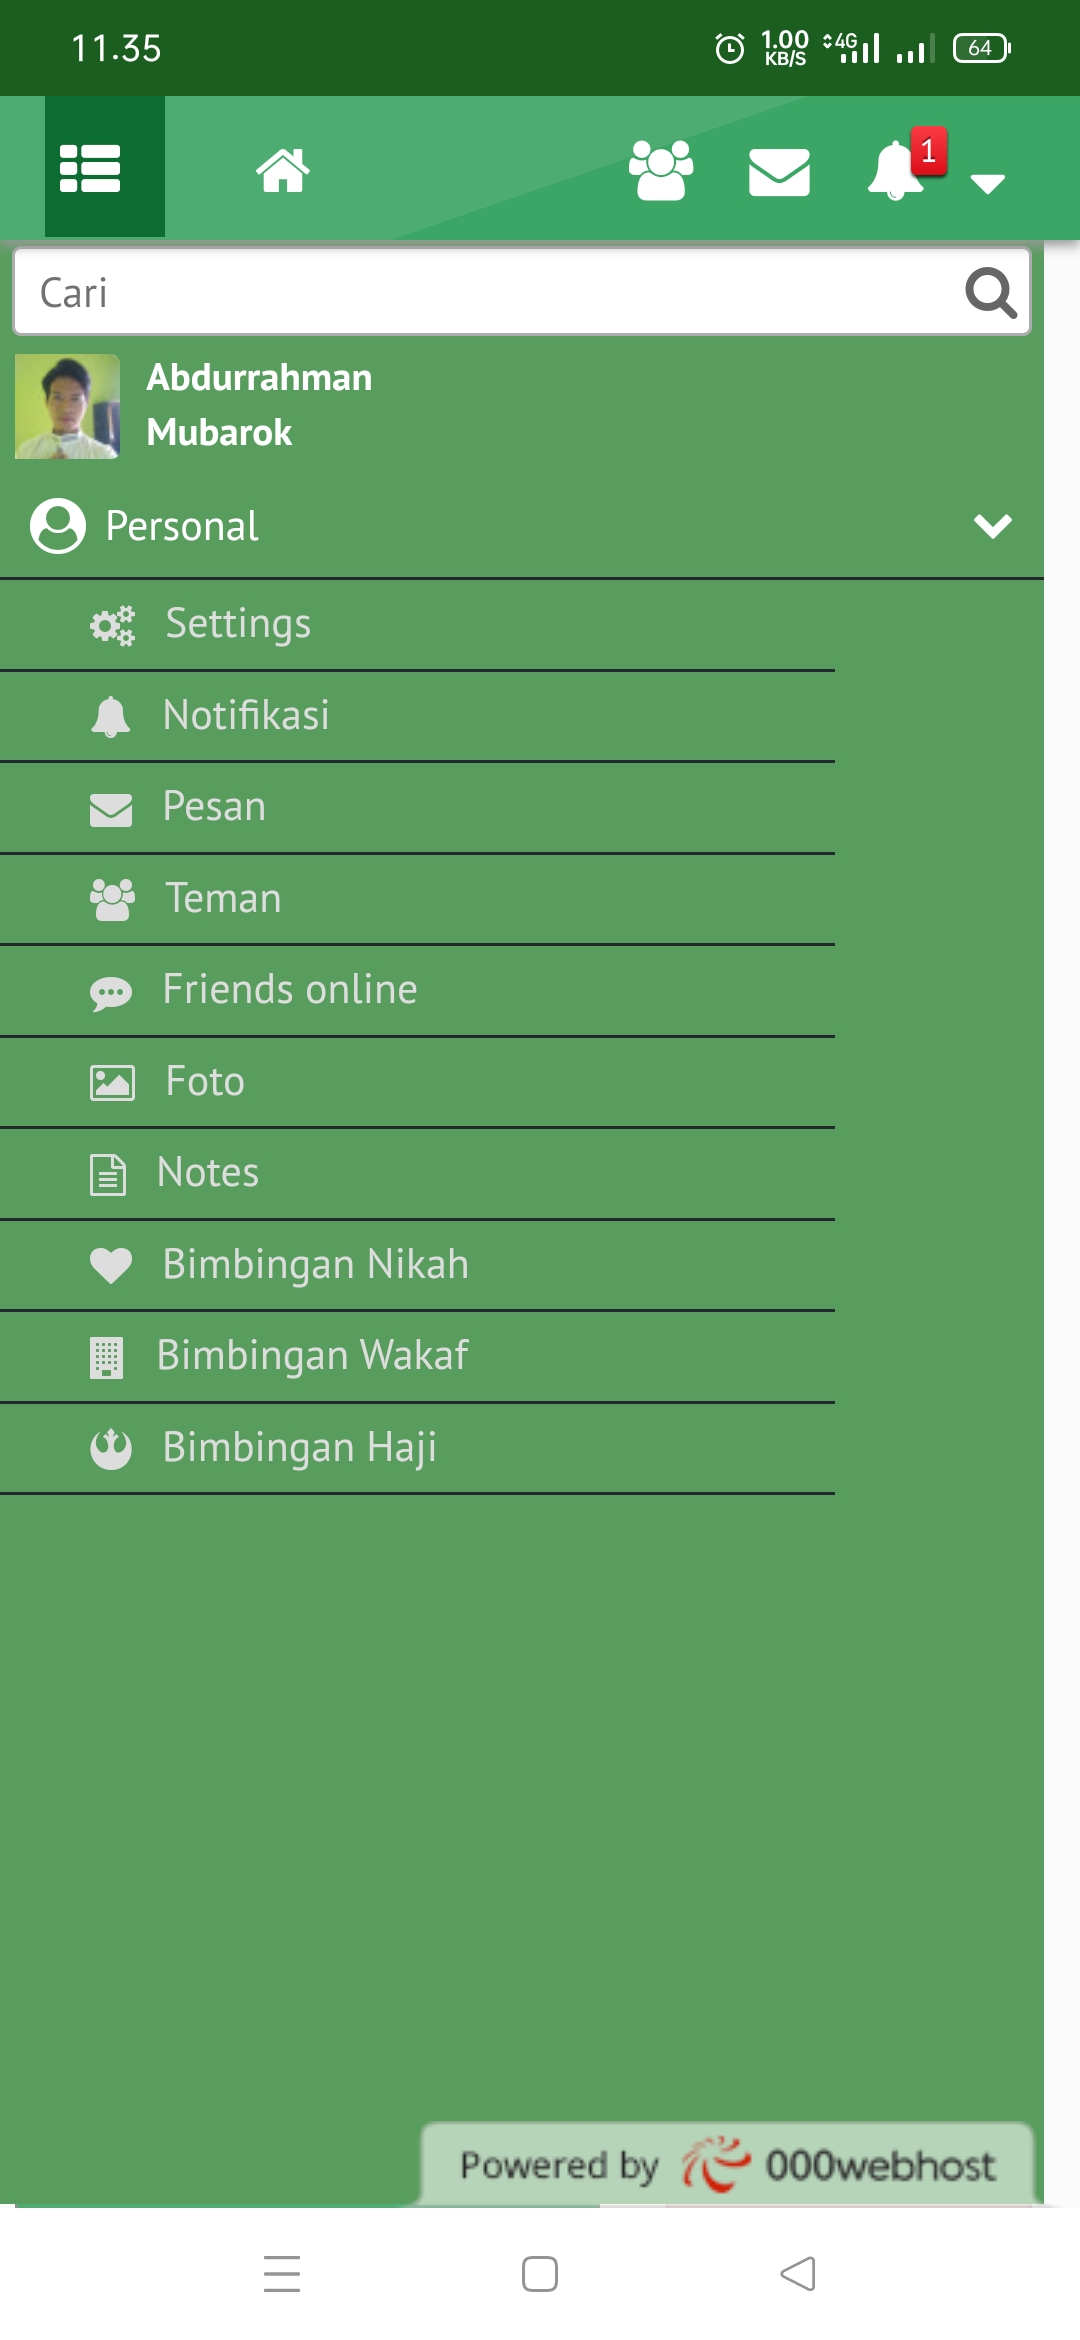 11.35
1.00
KB/S
4G
64
1
Cari
Abdurrahman
Mubarok
Personal
Settings
Notifikasi
Pesan
Teman
Friends online
Foto
Notes
Bimbingan Nikah
Bimbingan Wakaf
Bimbingan Haji
Powered by 000webhost